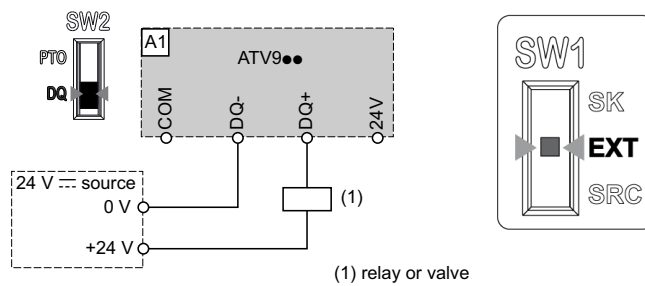 SW2
PTO
DQ
A1
ATV9●●
COM
DQ-
DQ+
24V
24 V ⎓ source
0 V
+24 V
(1)
(1) relay or valve
SW1
SK
EXT
SRC